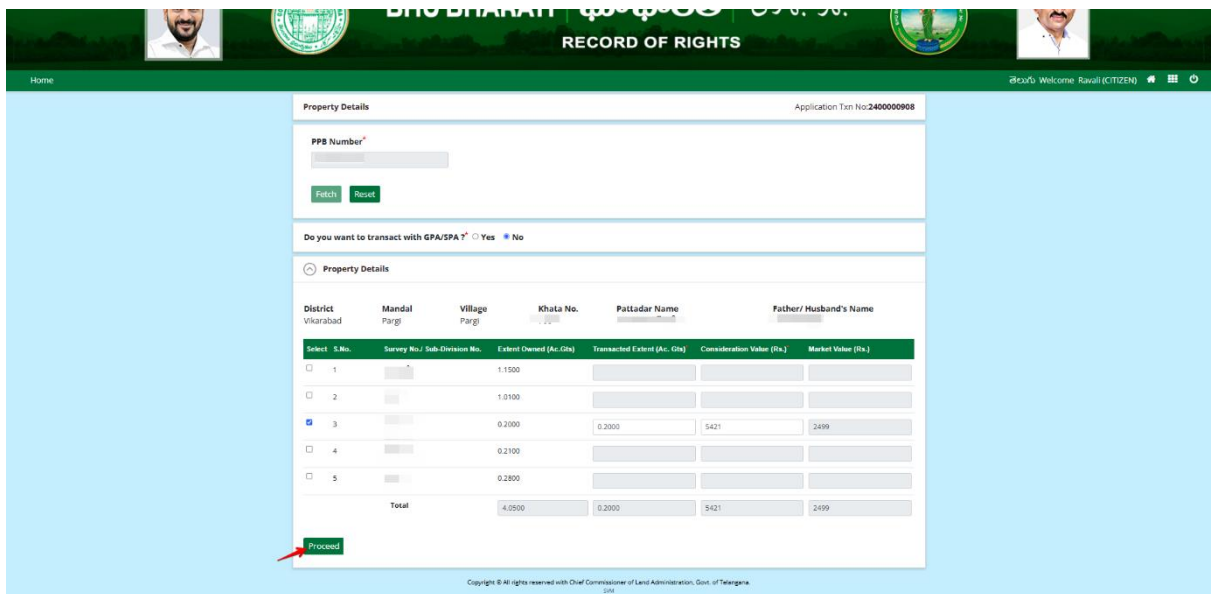 RECORD OF RIGHTS
Home
తెలుగు Welcome Ravali (CITIZEN)
Property Details Application Txn No:2400000908
PPB Number*
Fetch Reset
Do you want to transact with GPA/SPA ?* Yes No
Property Details
District Mandal Village Khata No. Pattadar Name Father/ Husband's Name
Vikarabad Pargi Pargi
Select S.No. Survey No./ Sub-Division No. Extent Owned (Ac.Gts) Transacted Extent (Ac. Gts) Consideration Value (Rs.) Market Value (Rs.)
1 1.1500
2 1.0100
3 0.2000 0.2000 5421 2499
4 0.2100
5 0.2800
Total 4.0500 0.2000 5421 2499
Proceed
Copyright © All rights reserved with Chief Commissioner of Land Administration, Govt. of Telangana.